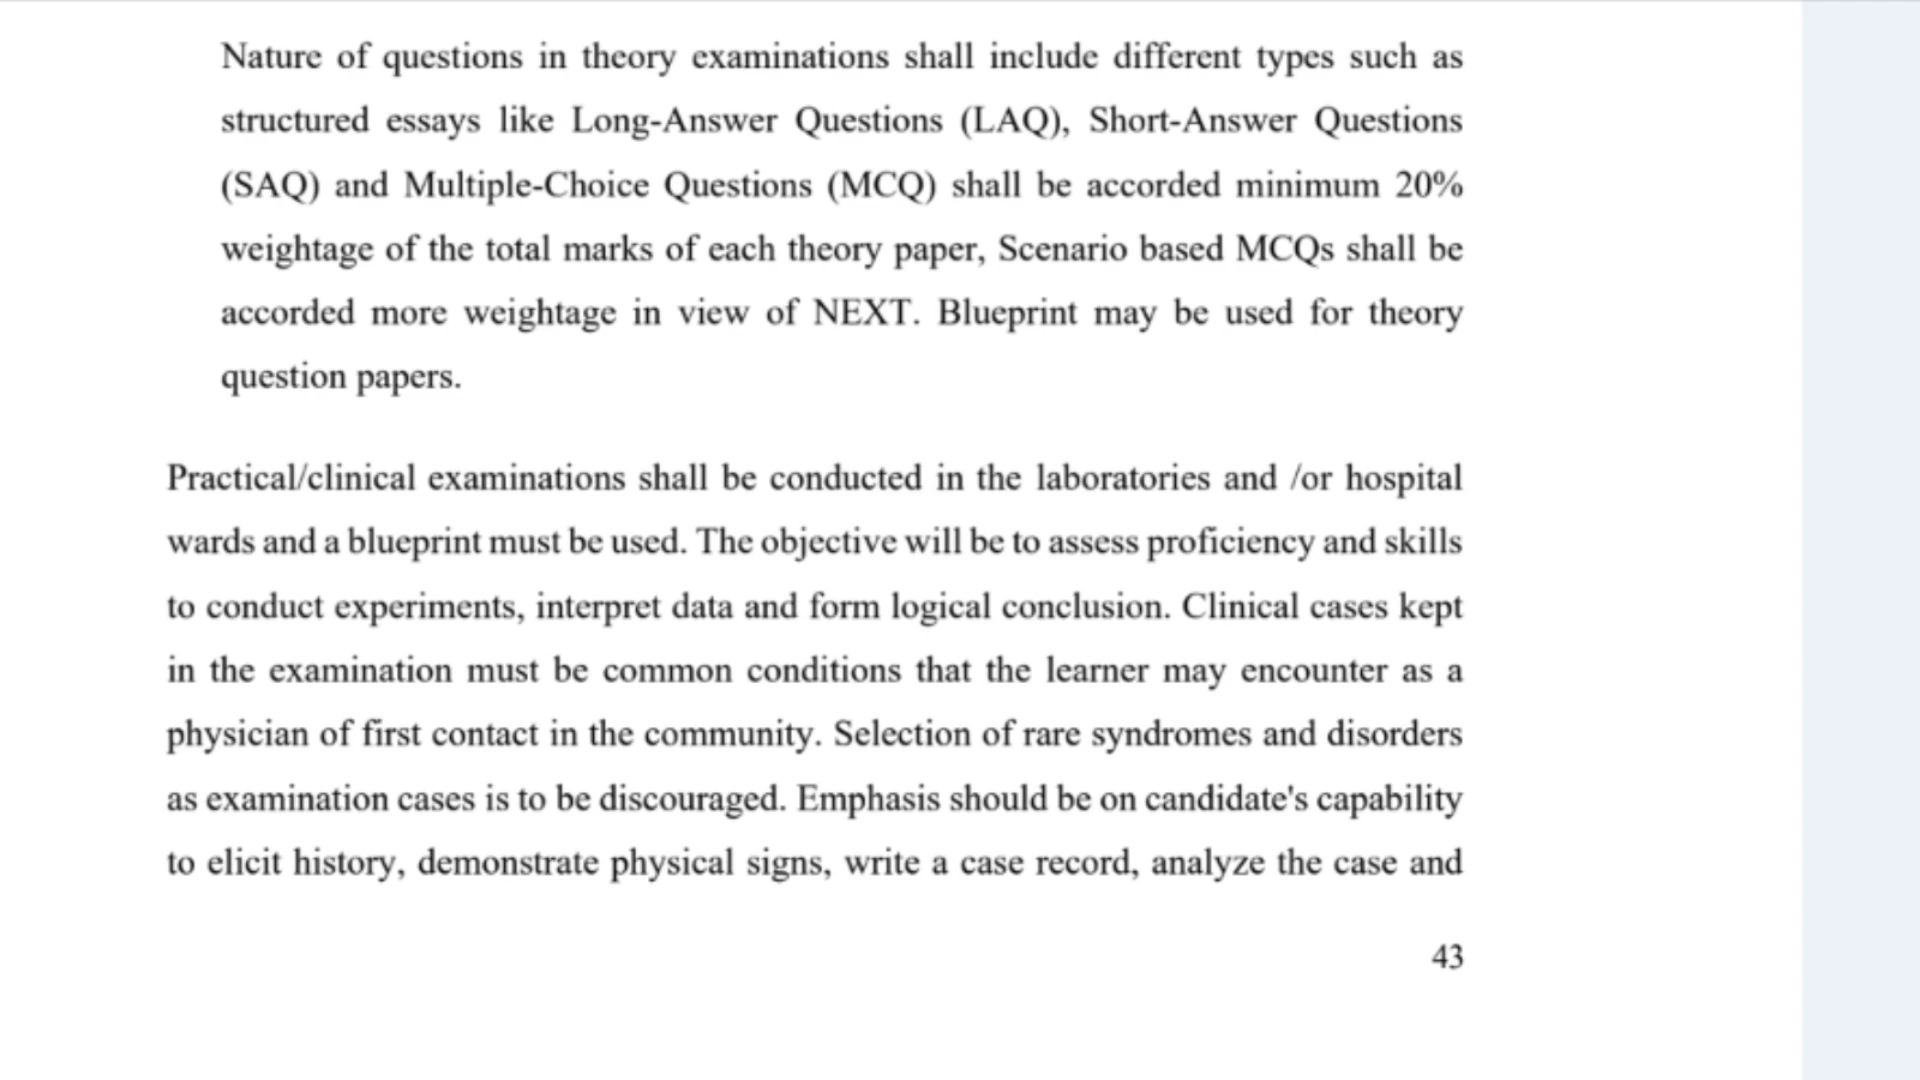 Nature of questions in theory examinations shall include different types such as
structured essays like Long-Answer Questions (LAQ), Short-Answer Questions
(SAQ) and Multiple-Choice Questions (MCQ) shall be accorded minimum 20%
weightage of the total marks of each theory paper, Scenario based MCQs shall be
accorded more weightage in view of NEXT. Blueprint may be used for theory
question papers.
Practical/clinical examinations shall be conducted in the laboratories and /or hospital
wards and a blueprint must be used. The objective will be to assess proficiency and skills
to conduct experiments, interpret data and form logical conclusion. Clinical cases kept
in the examination must be common conditions that the learner may encounter as a
physician of first contact in the community. Selection of rare syndromes and disorders
as examination cases is to be discouraged. Emphasis should be on candidate's capability
to elicit history, demonstrate physical signs, write a case record, analyze the case and
43